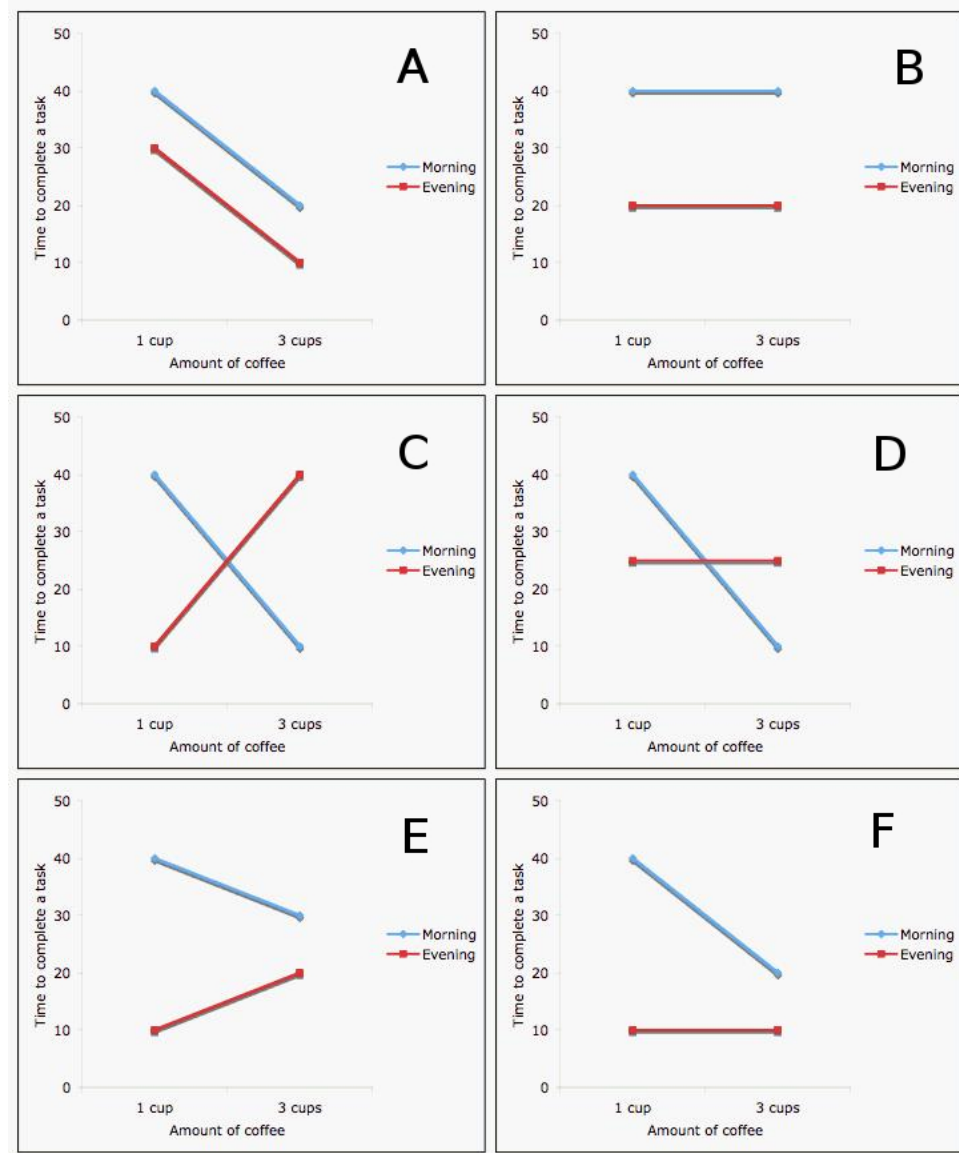 A
50
40
30
20
10
0
Time to complete a task
1 cup
3 cups
Amount of coffee
Morning
Evening
B
50
40
30
20
10
0
Time to complete a task
1 cup
3 cups
Amount of coffee
Morning
Evening
C
50
40
30
20
10
0
Time to complete a task
1 cup
3 cups
Amount of coffee
Morning
Evening
D
50
40
30
20
10
0
Time to complete a task
1 cup
3 cups
Amount of coffee
Morning
Evening
E
50
40
30
20
10
0
Time to complete a task
1 cup
3 cups
Amount of coffee
Morning
Evening
F
50
40
30
20
10
0
Time to complete a task
1 cup
3 cups
Amount of coffee
Morning
Evening